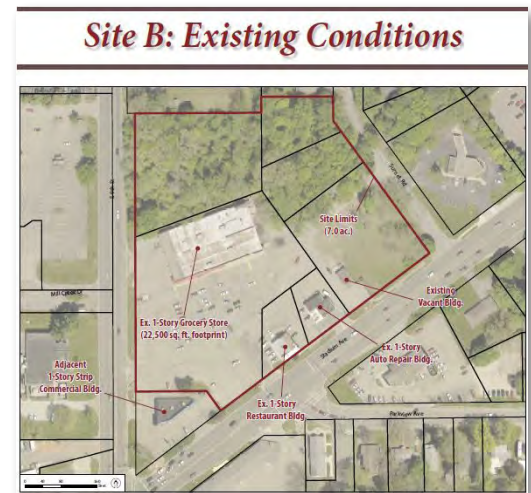 Site B: Existing Conditions
Site Limits
(7.0 ac.)
Existing
Vacant Bldg.
Ex. 1-Story Grocery Store
(22,500 sq. ft. footprint)
Ex. 1-Story
Auto Repair Bldg.
Stadium Ave
Adjacent
1-Story Strip
Commercial Bldg.
Ex. 1-Story
Restaurant Bldg